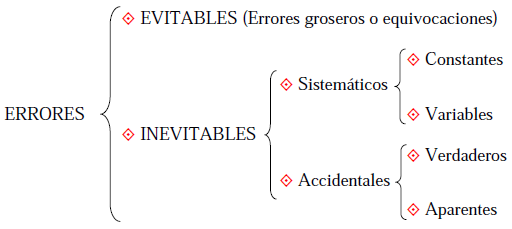 EVITABLES (Errores groseros o equivocaciones)
Constantes
Sistemáticos
Variables
ERRORES
INEVITABLES
Verdaderos
Accidentales
Aparentes